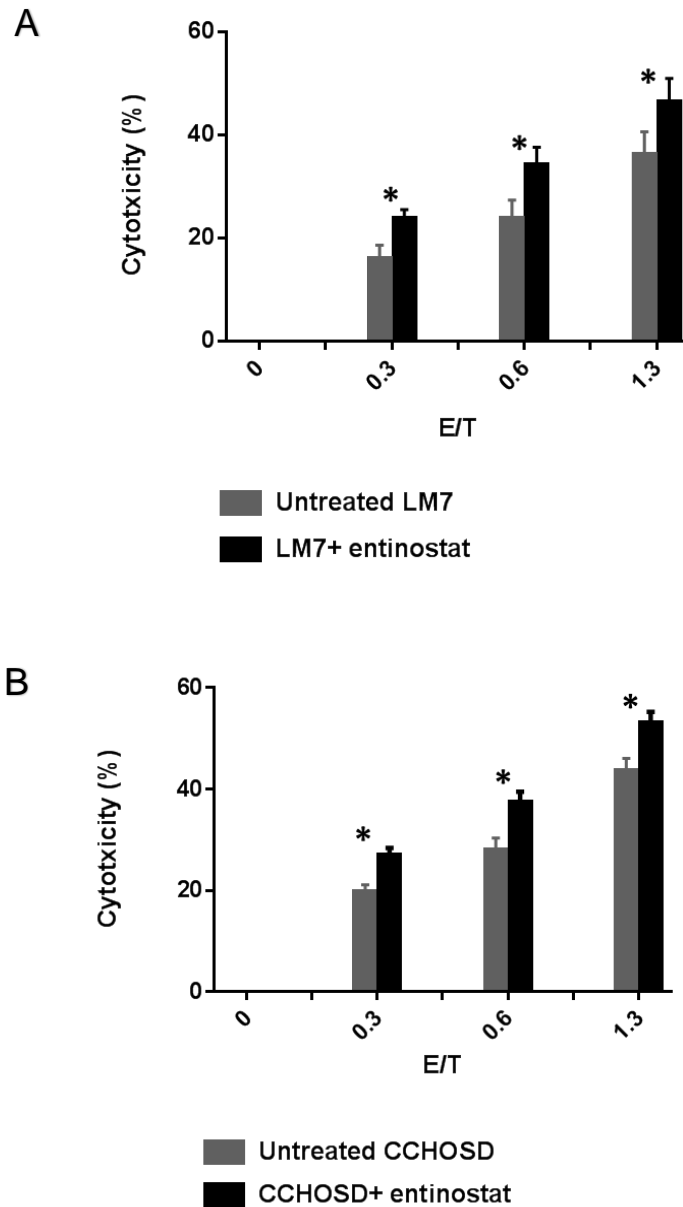 A
60
40
20
0
Cytotxicity (%)
*
*
*
0
0.3
0.6
1.3
E/T
Untreated LM7
LM7+ entinostat
B
60
40
20
0
Cytotxicity (%)
*
*
*
0
0.3
0.6
1.3
E/T
Untreated CCHOSD
CCHOSD+ entinostat